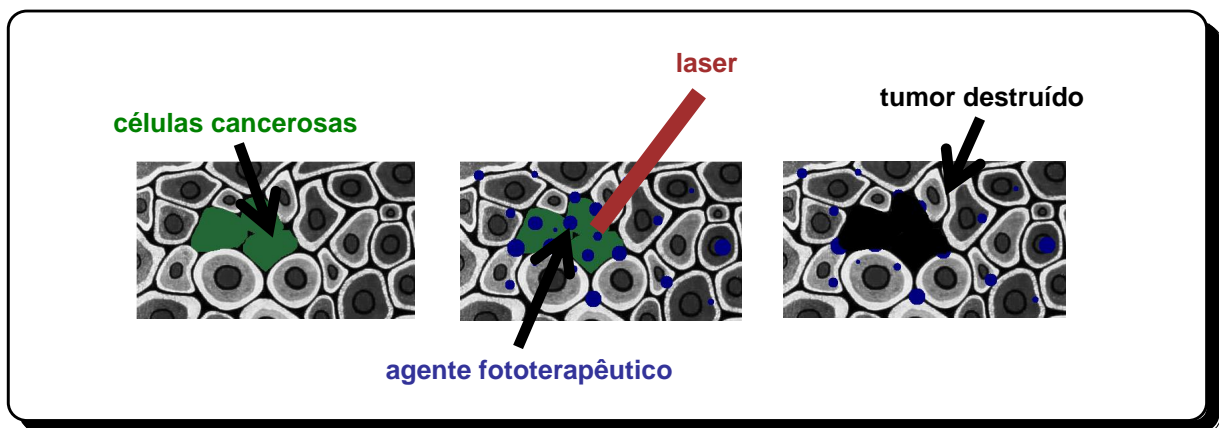 laser
tumor destruído
células cancerosas
agente fototerapêutico